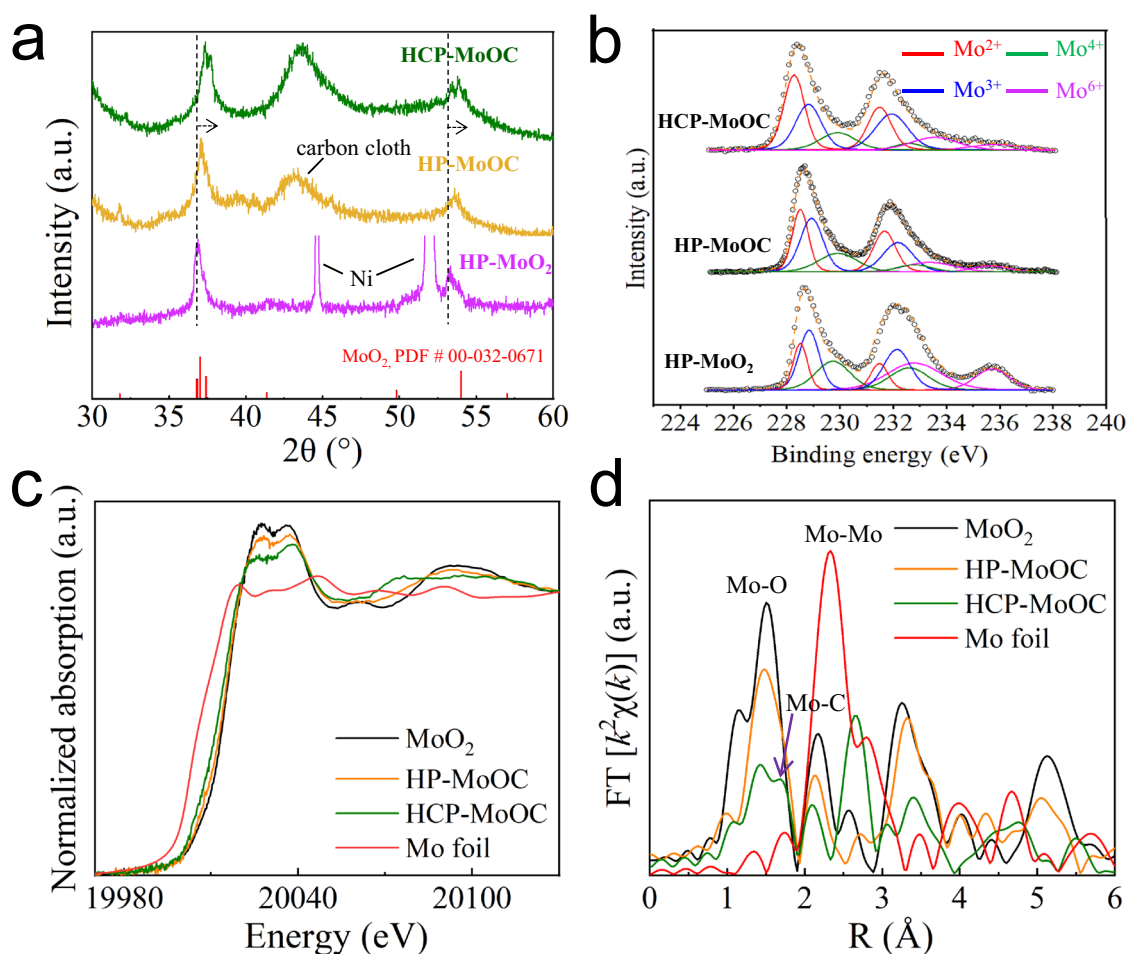 a
HCP-MoOC
carbon cloth
HP-MoOC
Ni
HP-MoO₂
MoO₂, PDF # 00-032-0671
Intensity (a.u.)
30 35 40 45 50 55 60
2θ (°)
b
Mo²⁺ Mo⁴⁺
Mo³⁺ Mo⁶⁺
HCP-MoOC
HP-MoOC
HP-MoO₂
Intensity (a.u.)
224 226 228 230 232 234 236 238 240
Binding energy (eV)
c
Normalized absorption (a.u.)
MoO₂
HP-MoOC
HCP-MoOC
Mo foil
19980 20040 20100
Energy (eV)
d
Mo-Mo
Mo-O
Mo-C
MoO₂
HP-MoOC
HCP-MoOC
Mo foil
FT [k²χ(k)] (a.u.)
0 1 2 3 4 5 6
R (Å)